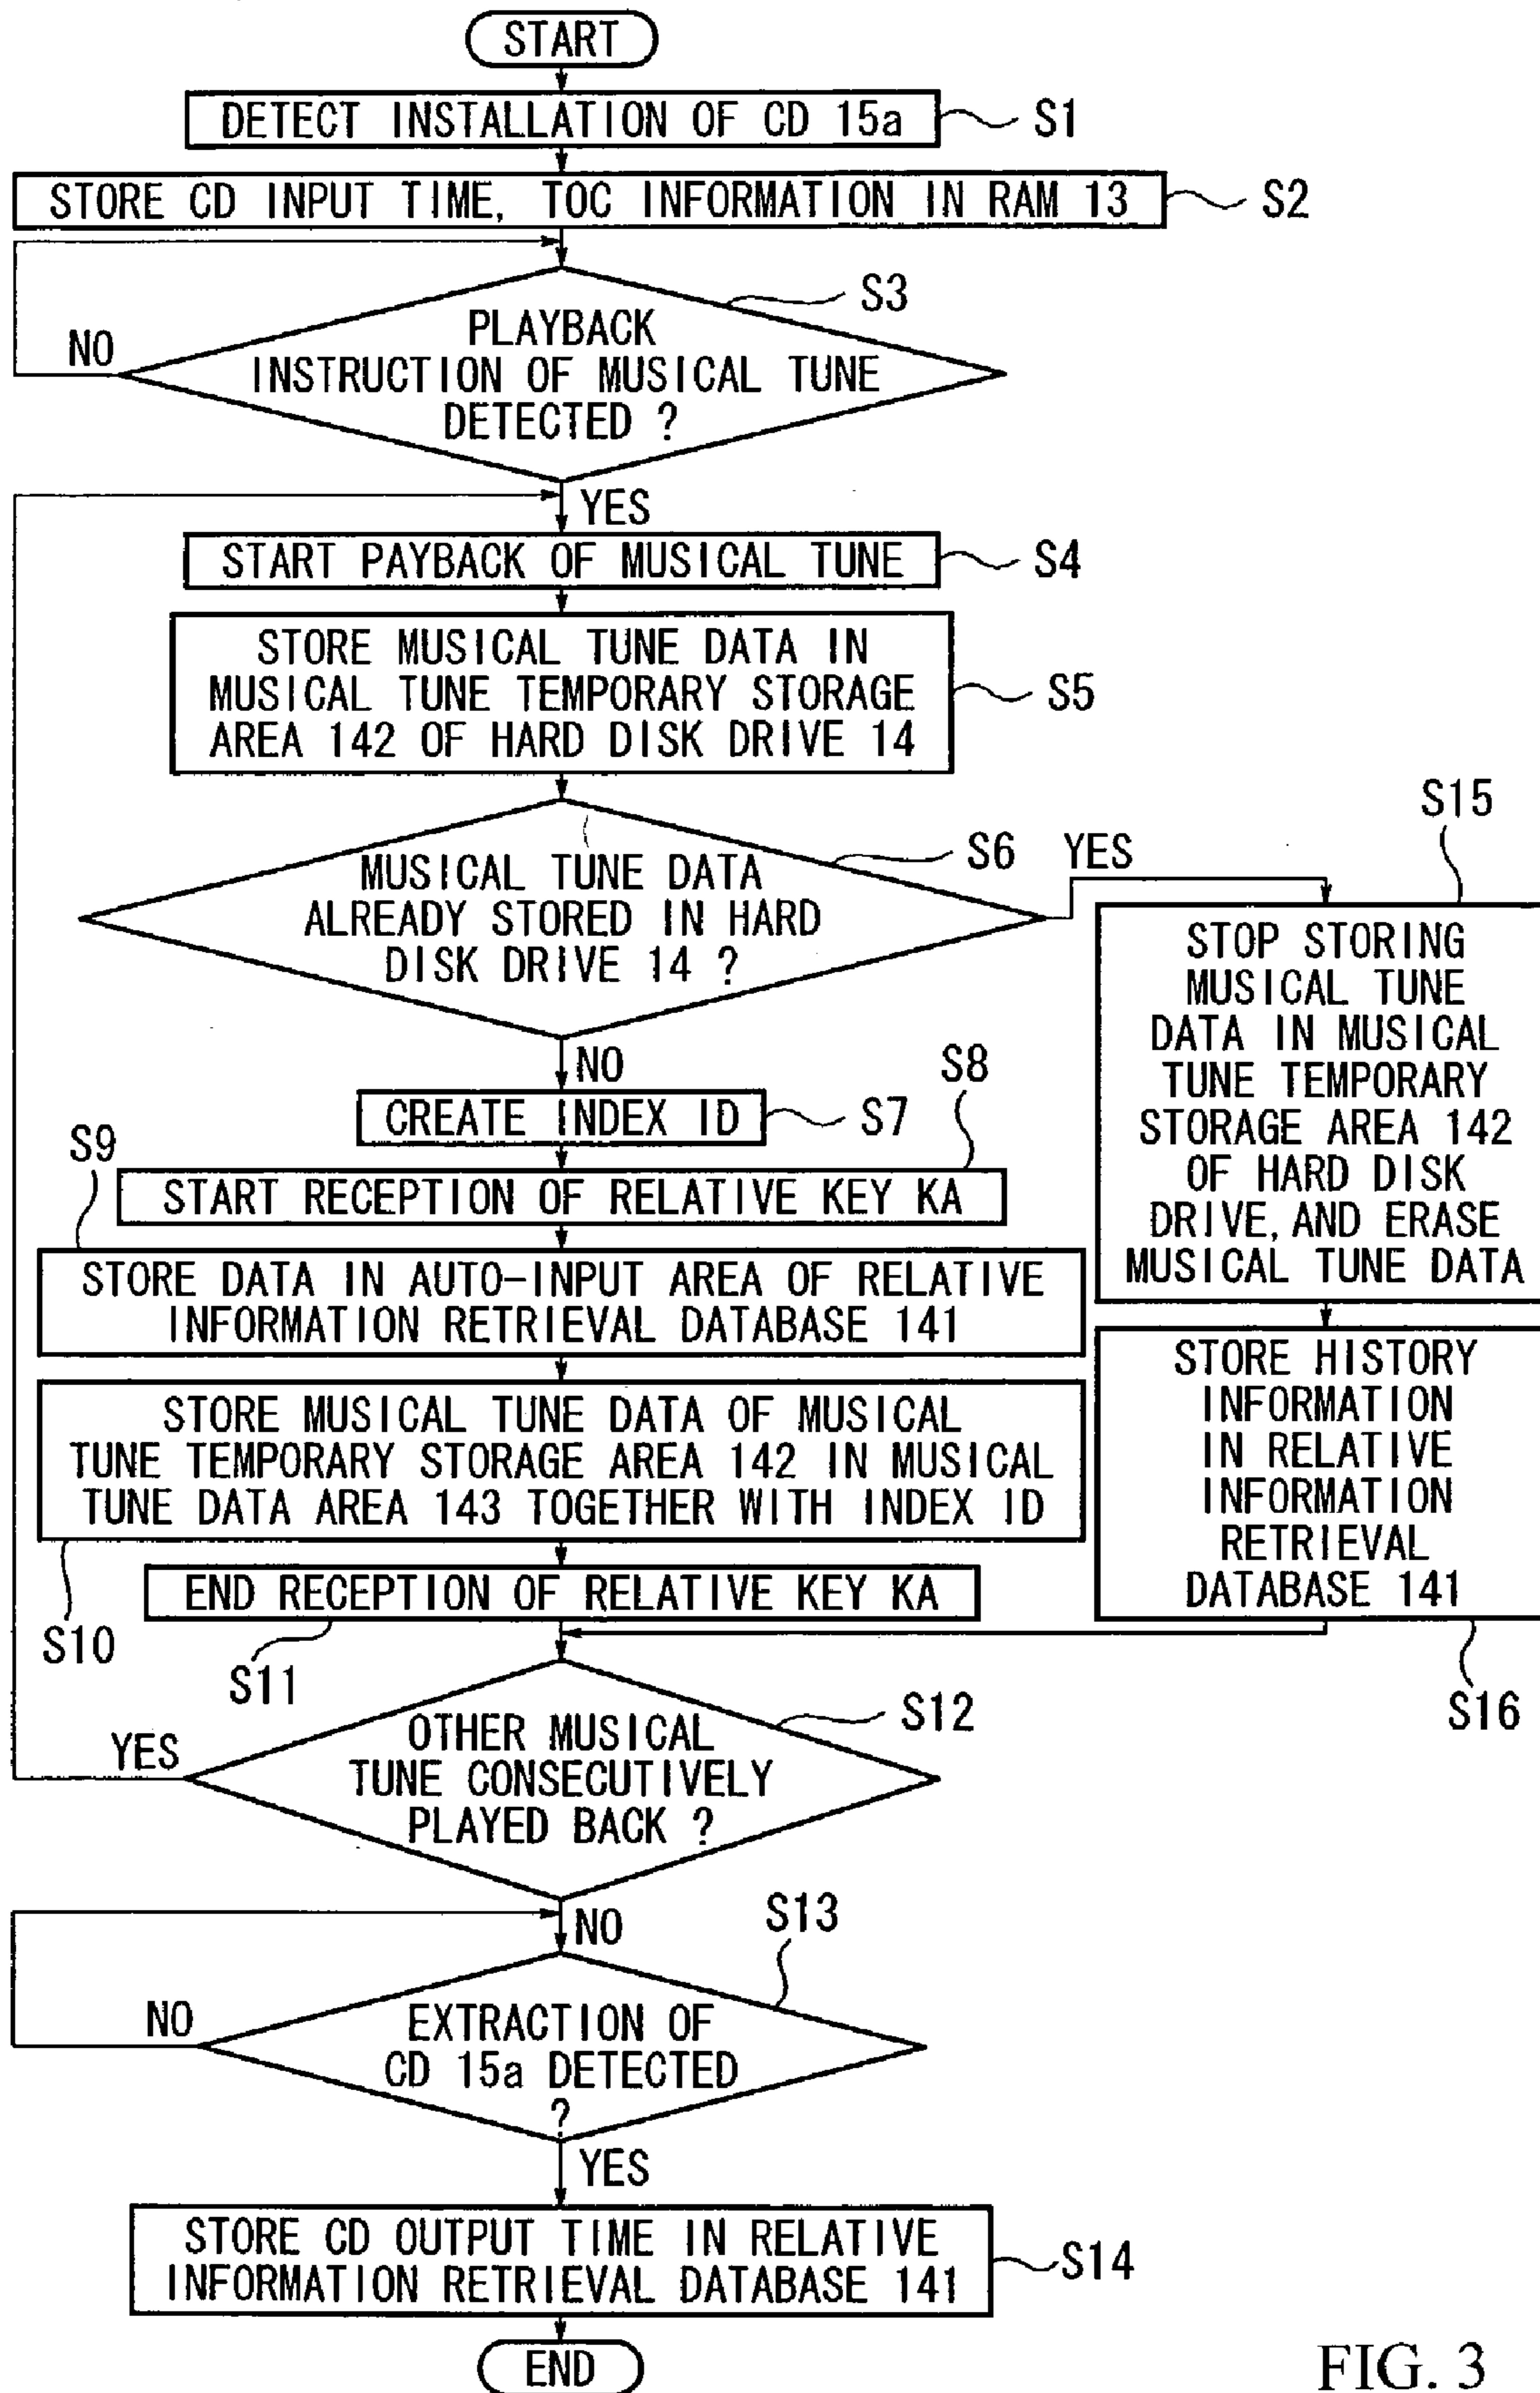 START
DETECT INSTALLATION OF CD 15a
S1
STORE CD INPUT TIME, TOC INFORMATION IN RAM 13
S2
S3
PLAYBACK
INSTRUCTION OF MUSICAL TUNE
DETECTED ?
NO
YES
START PAYBACK OF MUSICAL TUNE
S4
STORE MUSICAL TUNE DATA IN
MUSICAL TUNE TEMPORARY STORAGE
AREA 142 OF HARD DISK DRIVE 14
S5
MUSICAL TUNE DATA
ALREADY STORED IN HARD
DISK DRIVE 14 ?
S6
YES
NO
S15
STOP STORING
MUSICAL TUNE
DATA IN MUSICAL
TUNE TEMPORARY
STORAGE AREA 142
OF HARD DISK
DRIVE, AND ERASE
MUSICAL TUNE DATA
CREATE INDEX ID
S7
S8
START RECEPTION OF RELATIVE KEY KA
S9
STORE DATA IN AUTO-INPUT AREA OF RELATIVE
INFORMATION RETRIEVAL DATABASE 141
STORE MUSICAL TUNE DATA OF MUSICAL
TUNE TEMPORARY STORAGE AREA 142 IN MUSICAL
TUNE DATA AREA 143 TOGETHER WITH INDEX ID
S10
END RECEPTION OF RELATIVE KEY KA
S11
STORE HISTORY
INFORMATION
IN RELATIVE
INFORMATION
RETRIEVAL
DATABASE 141
S16
S12
OTHER MUSICAL
TUNE CONSECUTIVELY
PLAYED BACK ?
YES
NO
S13
EXTRACTION OF
CD 15a DETECTED
?
NO
YES
STORE CD OUTPUT TIME IN RELATIVE
INFORMATION RETRIEVAL DATABASE 141
S14
END
FIG. 3